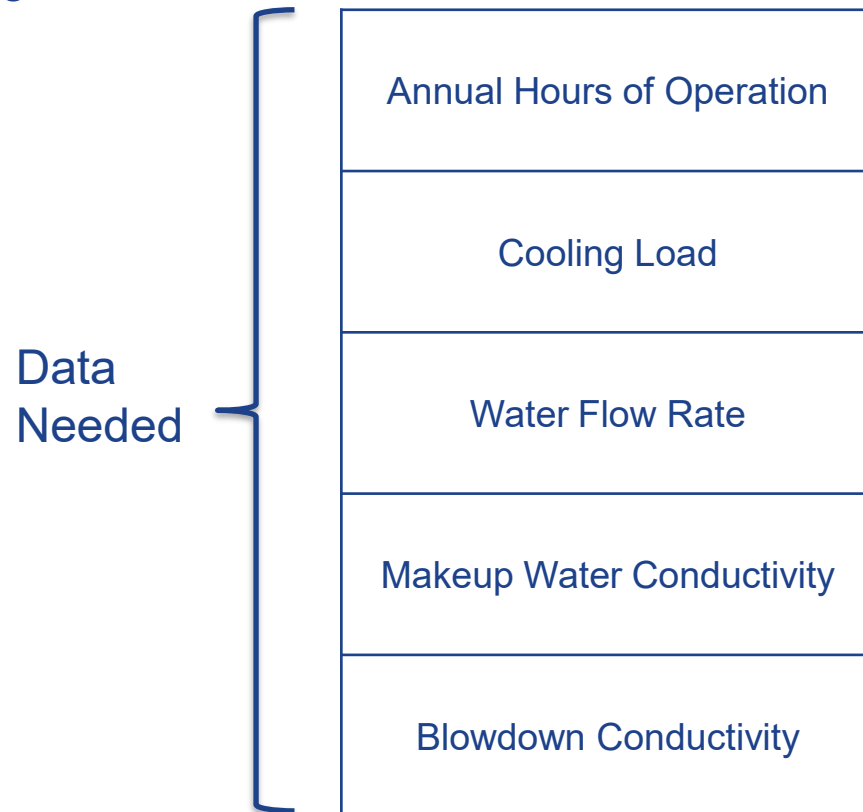 Data
Needed
Annual Hours of Operation
Cooling Load
Water Flow Rate
Makeup Water Conductivity
Blowdown Conductivity